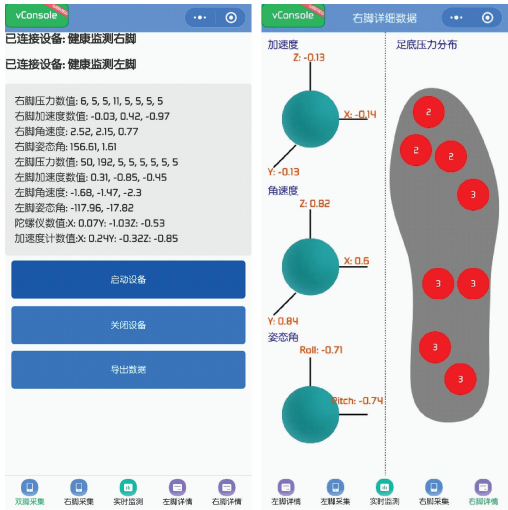 vConsole
已连接设备: 健康监测右脚
已连接设备: 健康监测左脚
右脚压力数值: 6, 5, 5, 11, 5, 5, 5, 5
右脚加速度数值: -0.03, 0.42, -0.97
右脚角速度: 2.52, 2.15, 0.77
右脚姿态角: 156.61, 1.61
左脚压力数值: 50, 192, 5, 5, 5, 5, 5, 5
左脚加速度数值: 0.31, -0.85, -0.45
左脚角速度: -1.68, -1.47, -2.3
左脚姿态角: -117.96, -17.82
陀螺仪数值:X: 0.07Y: -1.03Z: -0.53
加速度计数值:X: 0.24Y: -0.32Z: -0.85
启动设备
关闭设备
导出数据
双脚采集 右脚采集 实时监测 左脚详情 右脚详情
vConsole
右脚详细数据
加速度
Z: -0.13
X: -0.14
Y: -0.13
角速度
Z: 0.82
X: 0.6
Y: 0.84
姿态角
Roll: -0.71
Pitch: -0.74
足底压力分布
2
2 2
3
3 3
3
3
左脚详情 左脚采集 实时监测 右脚采集 右脚详情